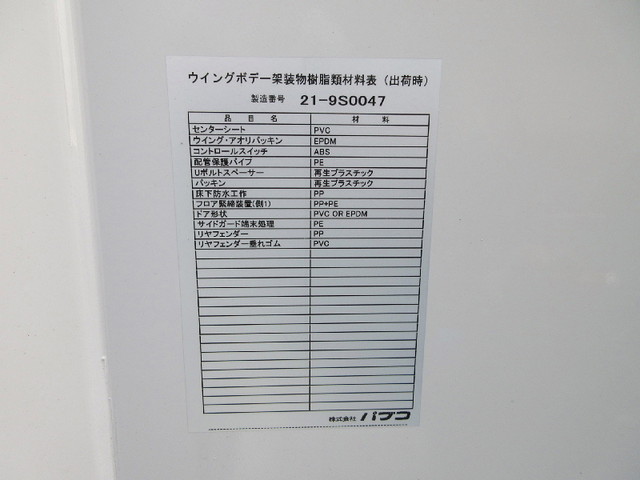 ウイングボデー架装物樹脂類材料表（出荷時）
製造番号 21-9S0047
品目名 材料
センターシート PVC
ウイング・アオリパッキン EPDM
コントロールスイッチ ABS
配管保護パイプ PE
Uボルトスペーサー 再生プラスチック
パッキン 再生プラスチック
床下防水工作 PP
フロア緊締装置(側1) PP+PE
ドア形状 PVC OR EPDM
サイドガード端末処理 PE
リヤフェンダー PP
リヤフェンダー垂れゴム PVC
株式会社 パブコ